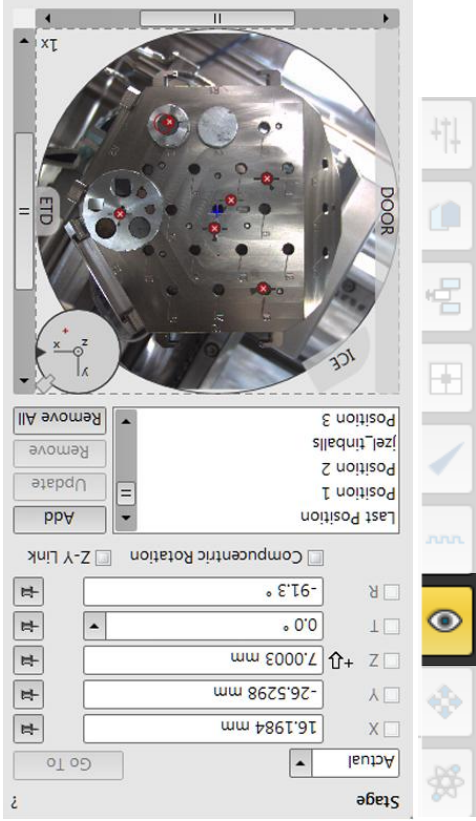 Stage ?
Actual Go To
X 16.1984 mm
Y -26.5298 mm
Z + 7.0003 mm
T 0.0 °
R -91.3 °
Compucentric Rotation Z-Y Link
Last Position Add
Position 1 Update
Position 2 Remove
jzel_tinballs Remove All
Position 3
ICE
x y z
DOOR
ETD
1x